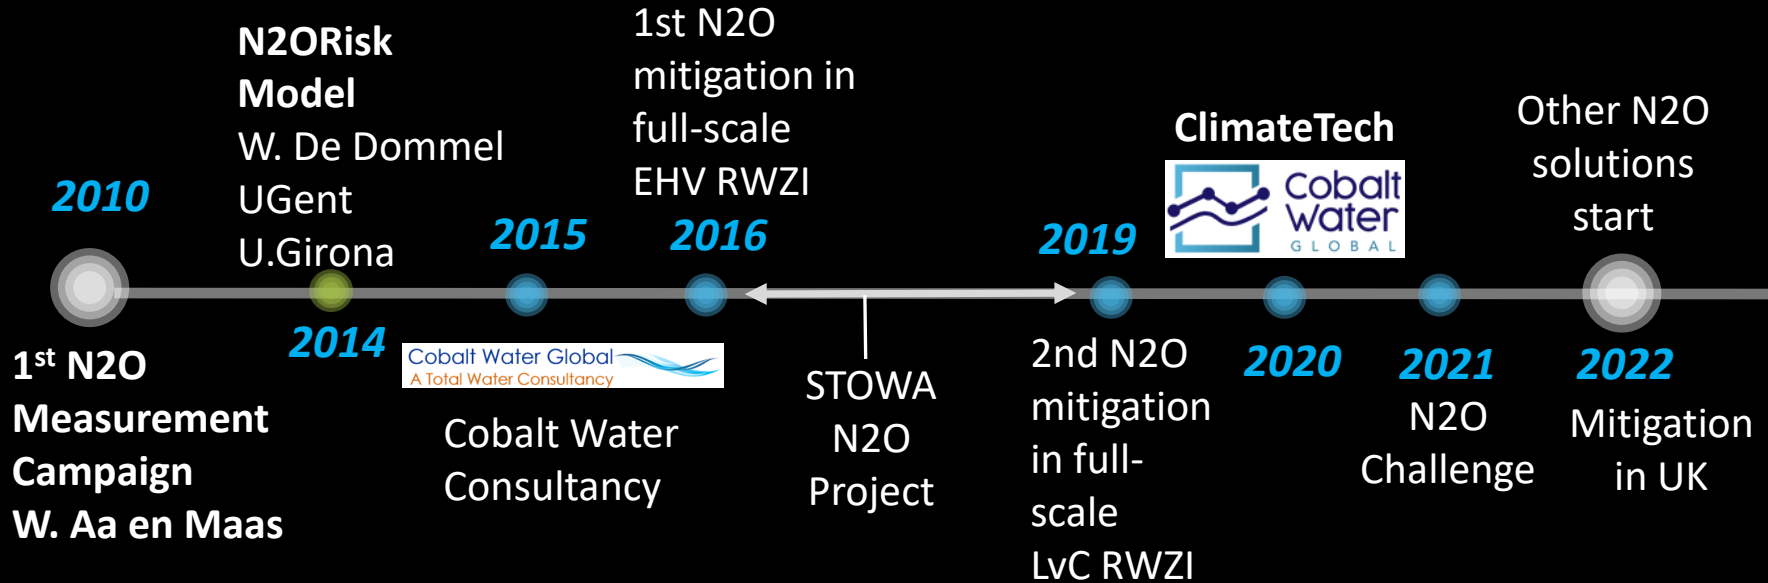 2010
1st N2O
Measurement
Campaign
W. Aa en Maas
N2ORisk
Model
W. De Dommel
UGent
U.Girona
2014
2015
Cobalt Water Global
A Total Water Consultancy
Cobalt Water
Consultancy
1st N2O
mitigation in
full-scale
EHV RWZI
2016
STOWA
N2O
Project
2019
2nd N2O
mitigation
in full-
scale
LvC RWZI
ClimateTech
Cobalt
Water
GLOBAL
2020
2021
N2O
Challenge
Other N2O
solutions
start
2022
Mitigation
in UK